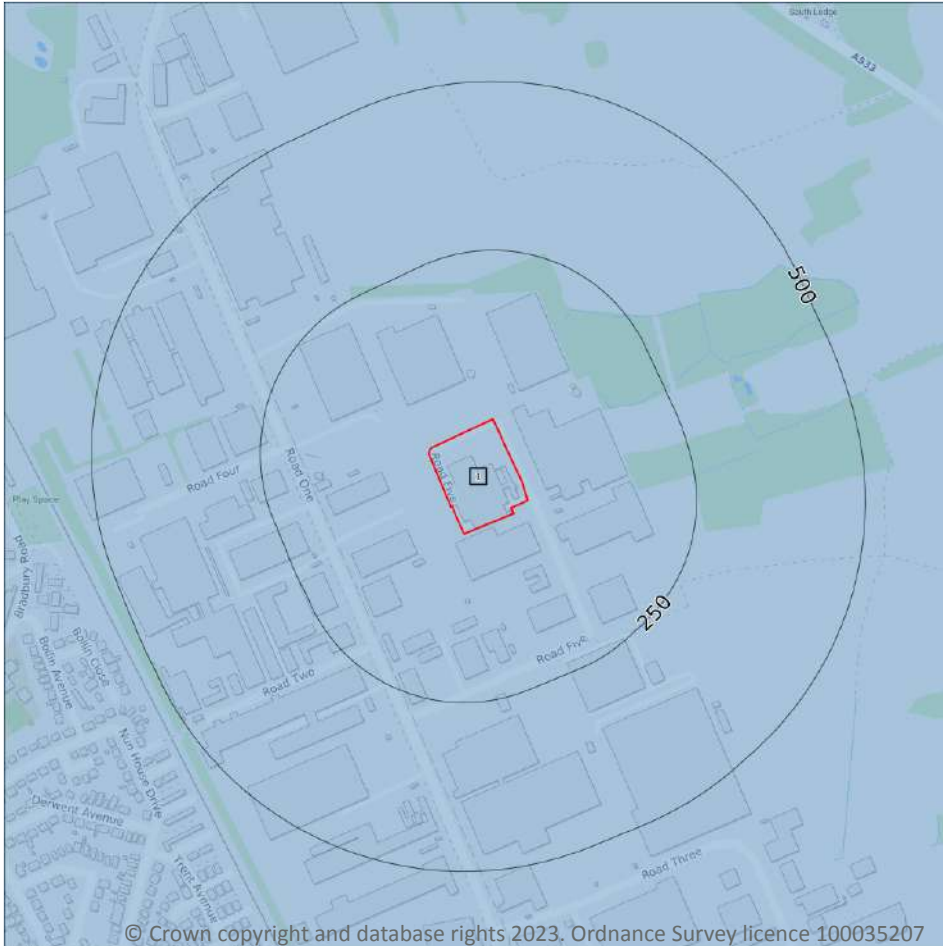 South Lodge
A933
500
Road One
Road Four
Road Five
1
Play Space
Bradbury Road
Bollin Avenue
Bollin Close
250
Road Five
Road Two
Nun House Drive
Derwent Avenue
Trent Avenue
Road Three
© Crown copyright and database rights 2023. Ordnance Survey licence 100035207